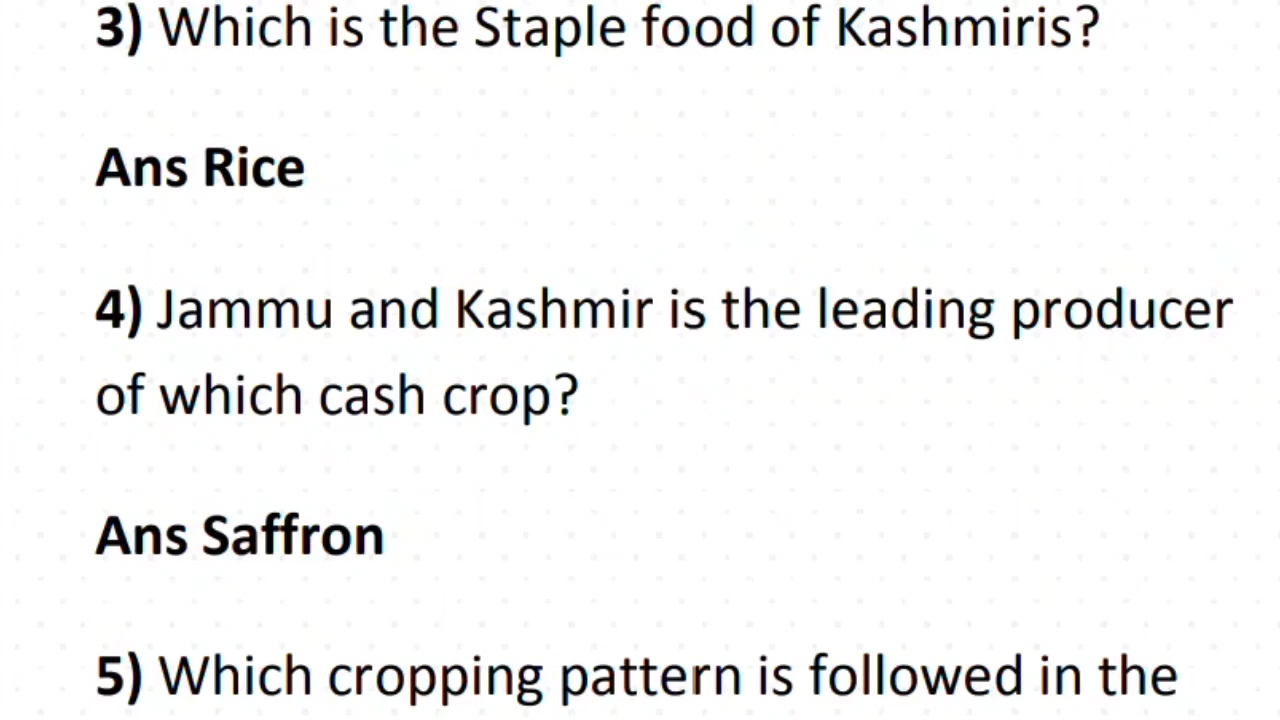 3) Which is the Staple food of Kashmiris?
Ans Rice
4) Jammu and Kashmir is the leading producer
of which cash crop?
Ans Saffron
5) Which cropping pattern is followed in the